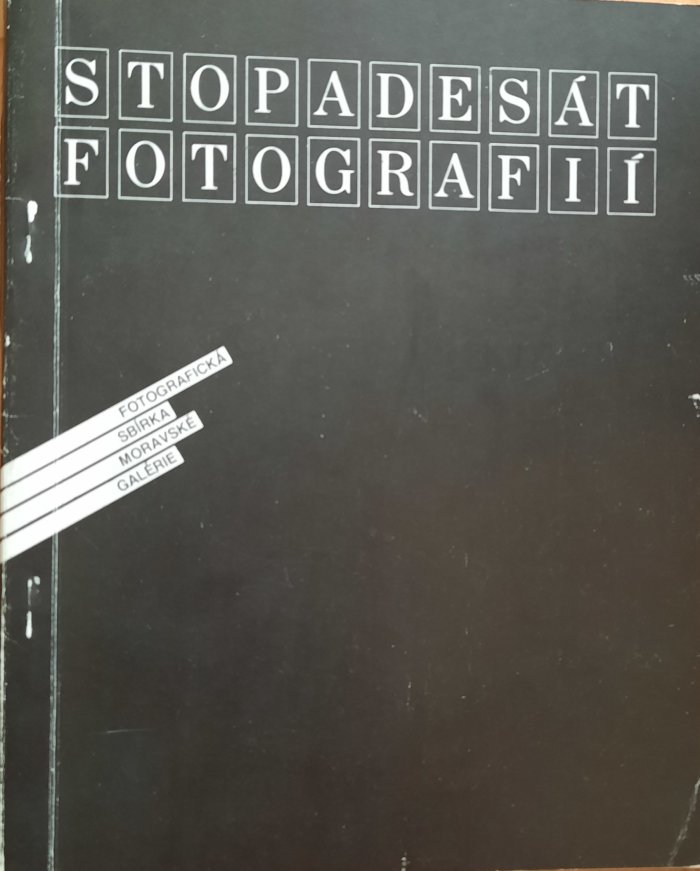 STOPADESÁT
FOTOGRAFIÍ
FOTOGRAFICKÁ
SBÍRKA
MORAVSKÉ
GALÉRIE